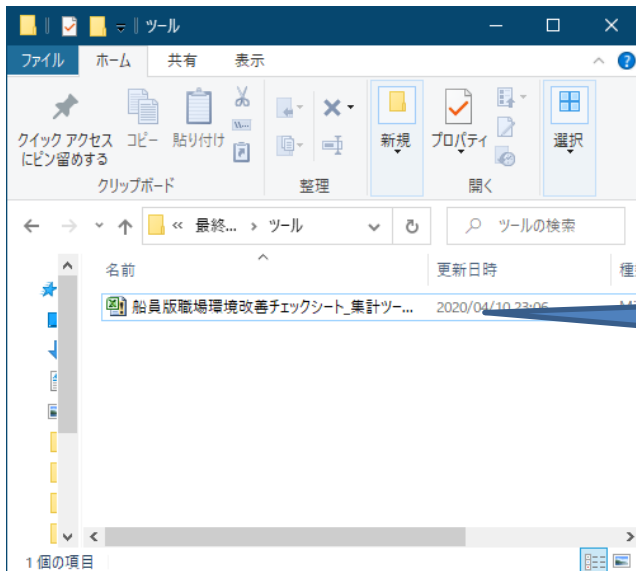 ツール
ファイル ホーム 共有 表示
クイック アクセス
にピン留めする
コピー 貼り付け
新規
プロパティ
選択
クリップボード 整理 開く
« 最終... › ツール ツールの検索
名前 更新日時 種
船員版職場環境改善チェックシート_集計ツー... 2020/04/10 23:06
1 個の項目